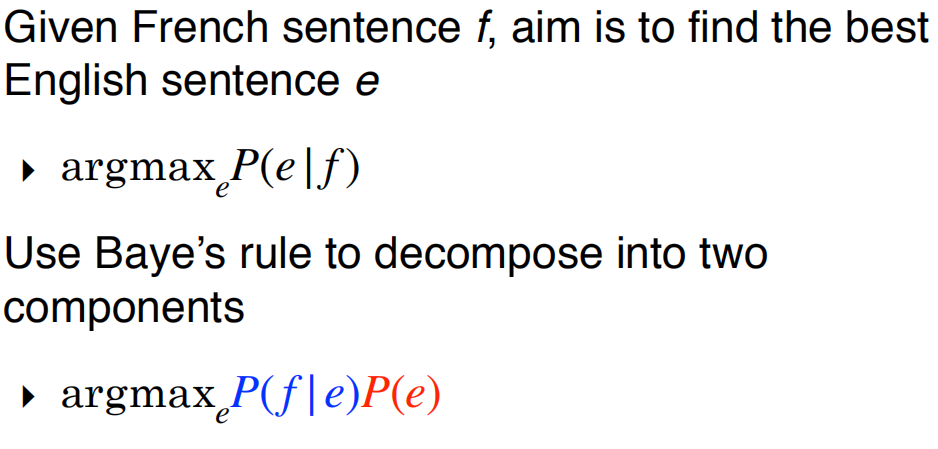 Given French sentence f, aim is to find the best
English sentence e
‣ argmaxₑP(e|f)
Use Baye’s rule to decompose into two
components
‣ argmaxₑP(f|e)P(e)